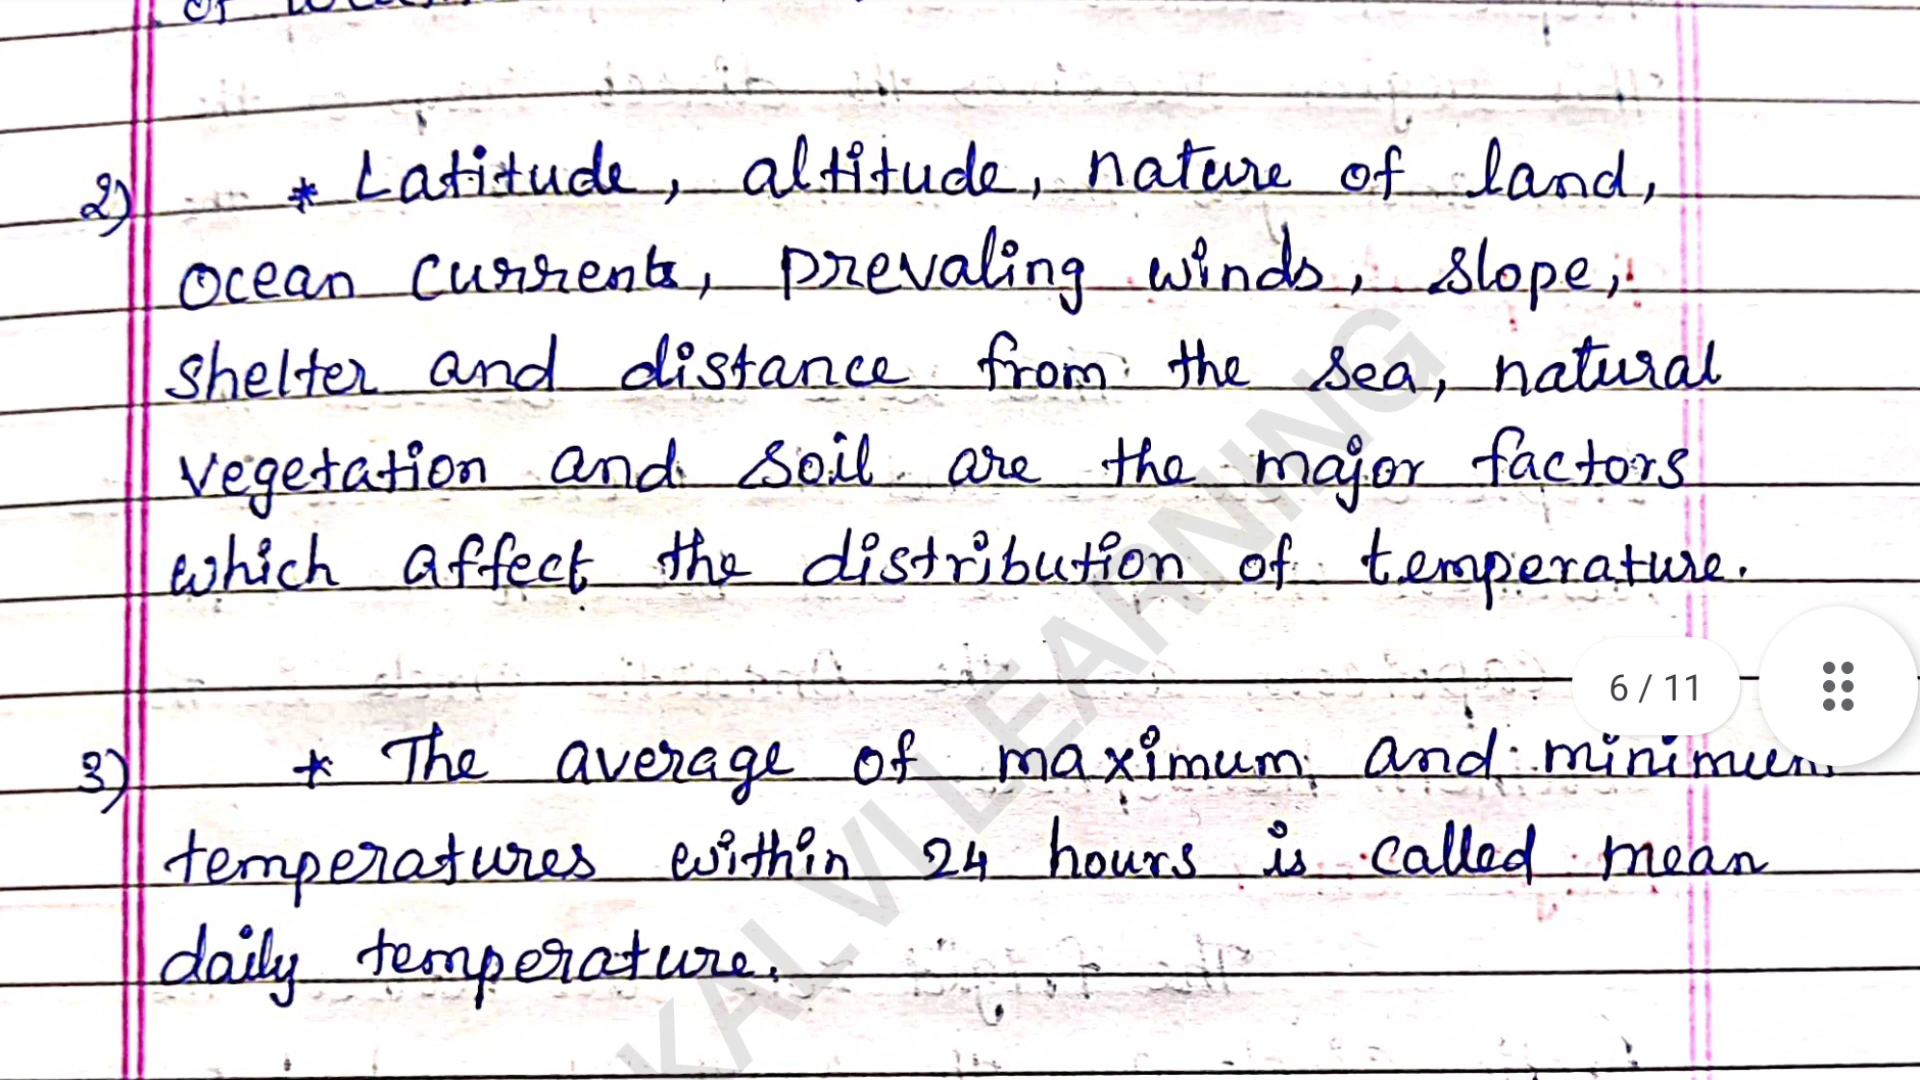 2) * Latitude, altitude, nature of land,
ocean currents, prevaling winds, slope,
shelter and distance from the sea, natural
vegetation and soil are the major factors
which affect the distribution of temperature.
6 / 11
3) * The average of maximum and minimum
temperatures within 24 hours is called mean
daily temperature.
KALVI LEARNING